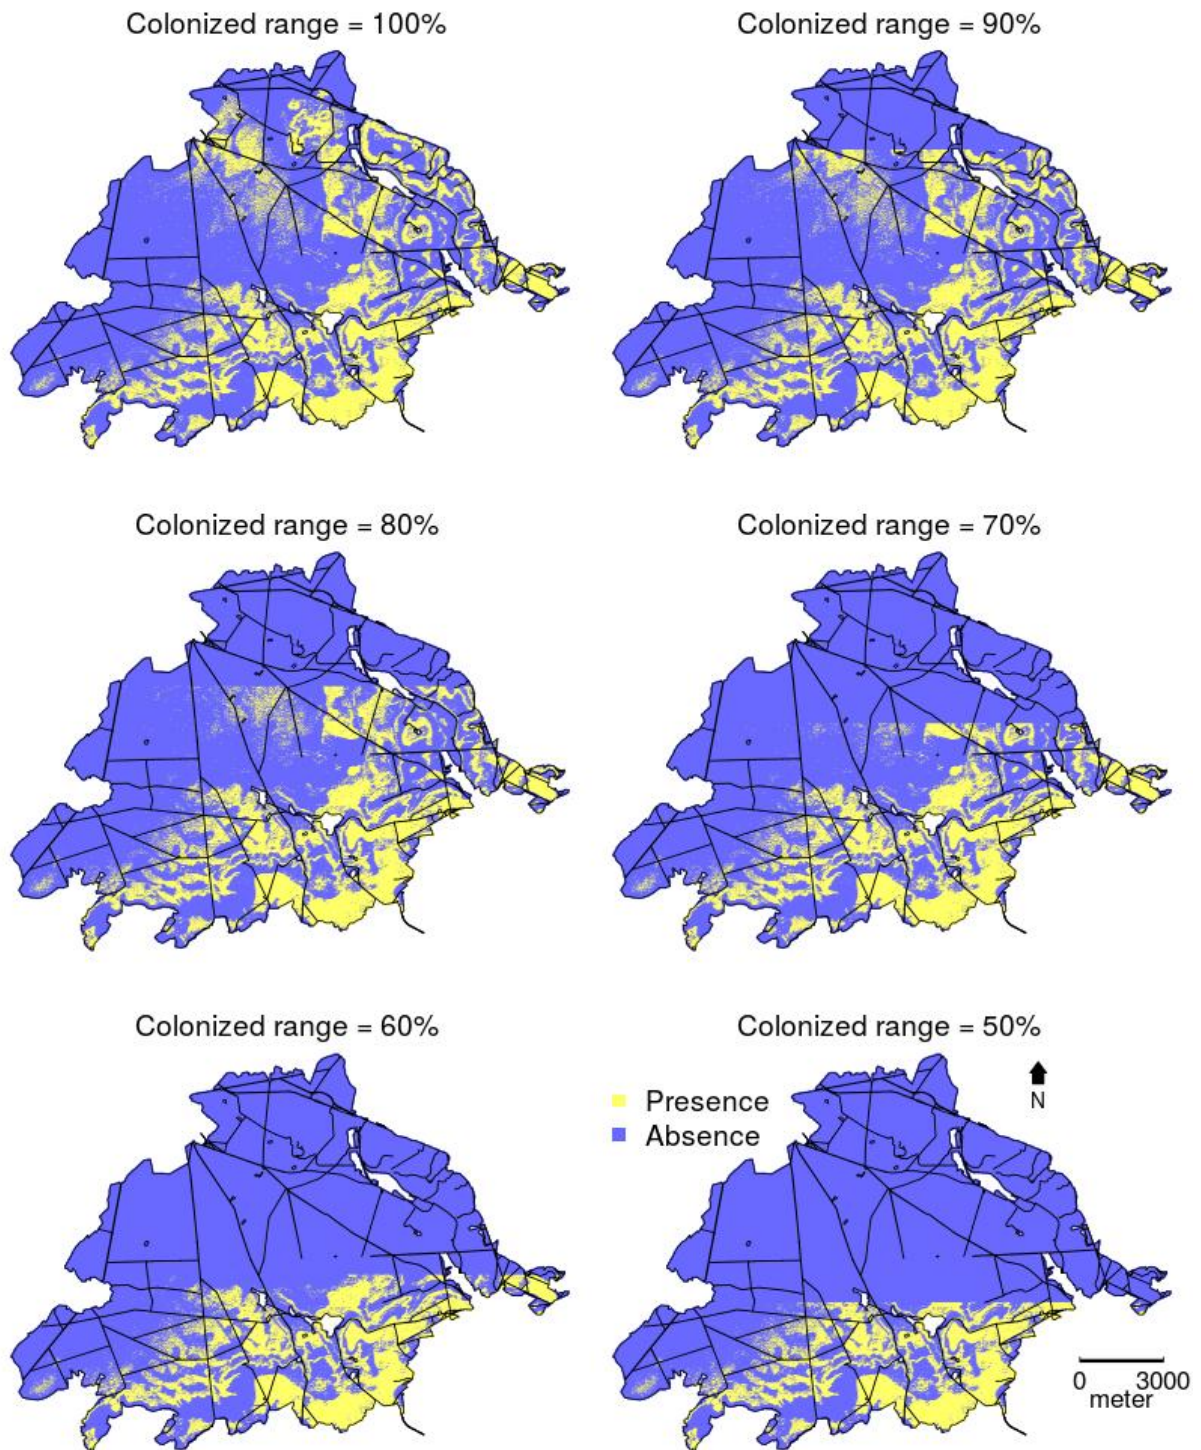 Colonized range = 100%
Colonized range = 90%
Colonized range = 80%
Colonized range = 70%
Colonized range = 60%
Colonized range = 50%
N
Presence
Absence
0 3000
meter